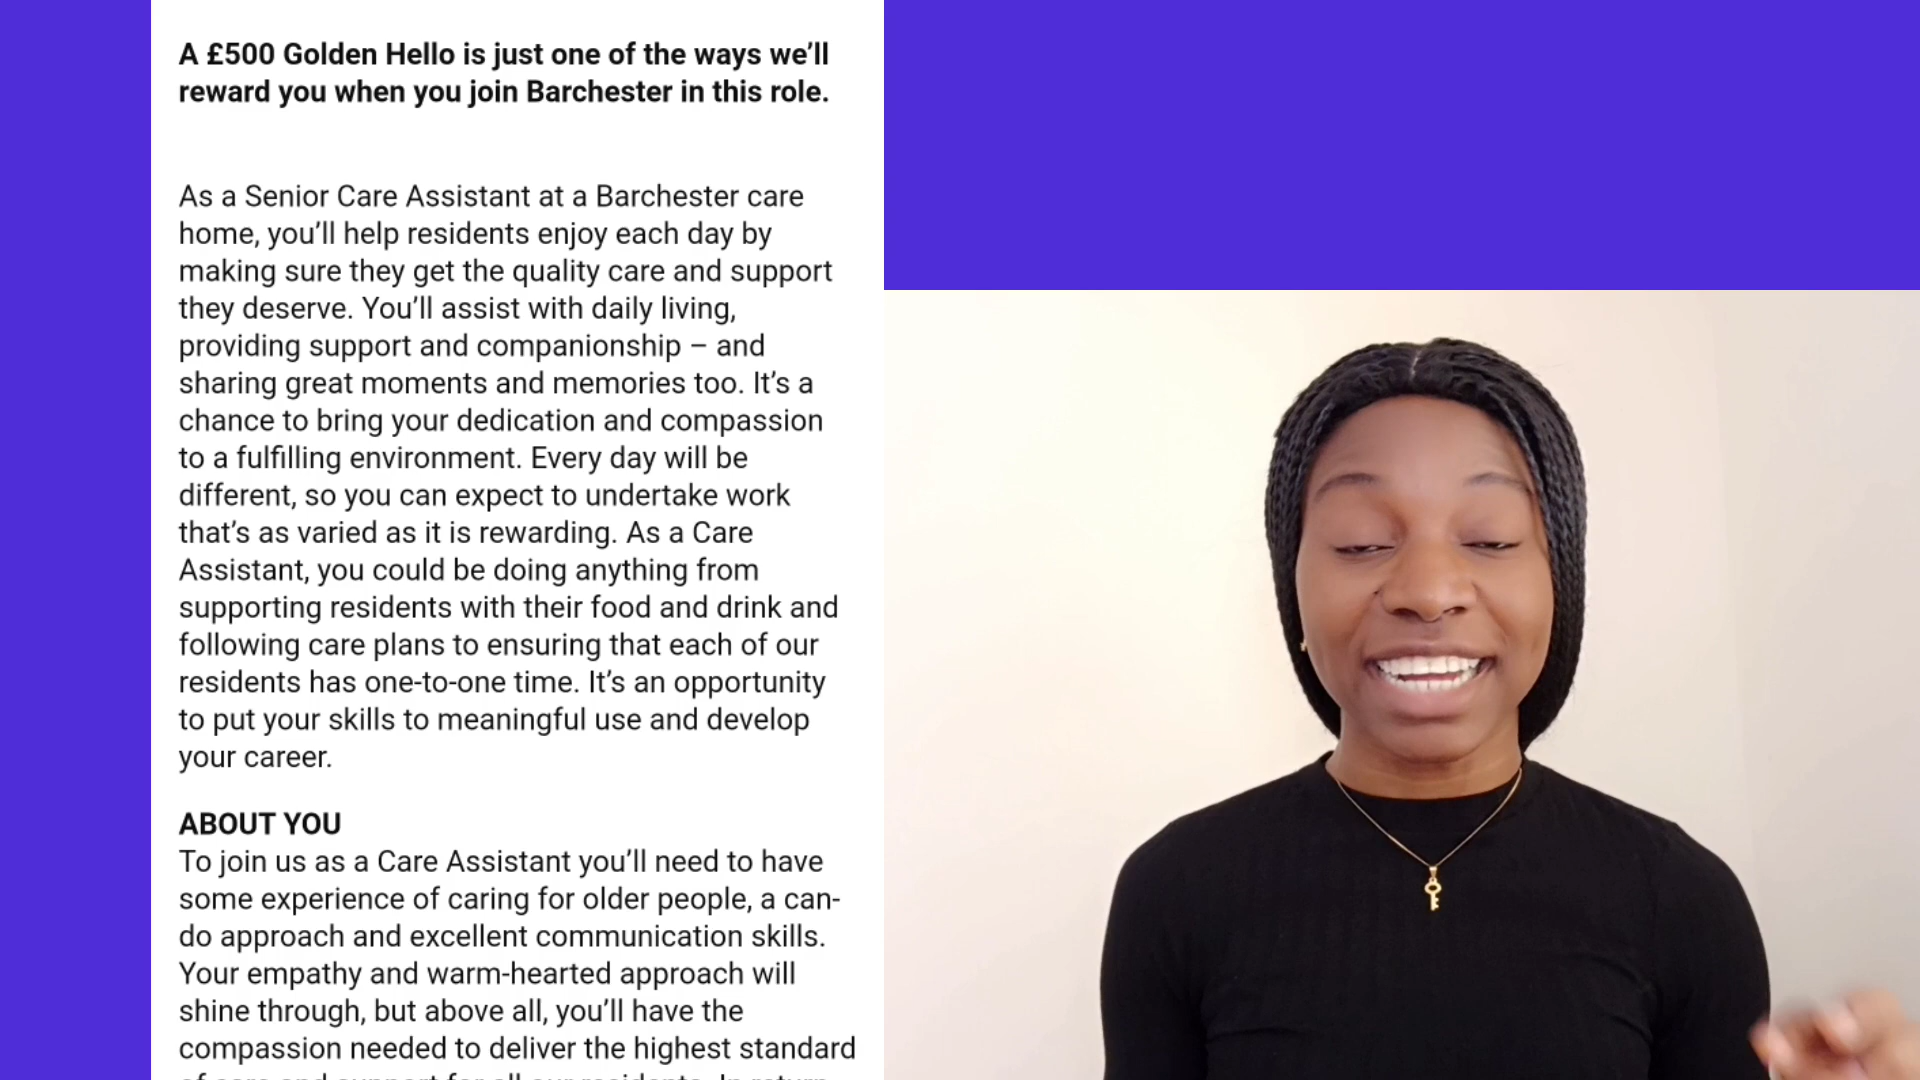 A £500 Golden Hello is just one of the ways we’ll
reward you when you join Barchester in this role.
As a Senior Care Assistant at a Barchester care
home, you’ll help residents enjoy each day by
making sure they get the quality care and support
they deserve. You’ll assist with daily living,
providing support and companionship – and
sharing great moments and memories too. It’s a
chance to bring your dedication and compassion
to a fulfilling environment. Every day will be
different, so you can expect to undertake work
that’s as varied as it is rewarding. As a Care
Assistant, you could be doing anything from
supporting residents with their food and drink and
following care plans to ensuring that each of our
residents has one-to-one time. It’s an opportunity
to put your skills to meaningful use and develop
your career.
ABOUT YOU
To join us as a Care Assistant you’ll need to have
some experience of caring for older people, a can-
do approach and excellent communication skills.
Your empathy and warm-hearted approach will
shine through, but above all, you’ll have the
compassion needed to deliver the highest standard
of care and support for all our residents. In return